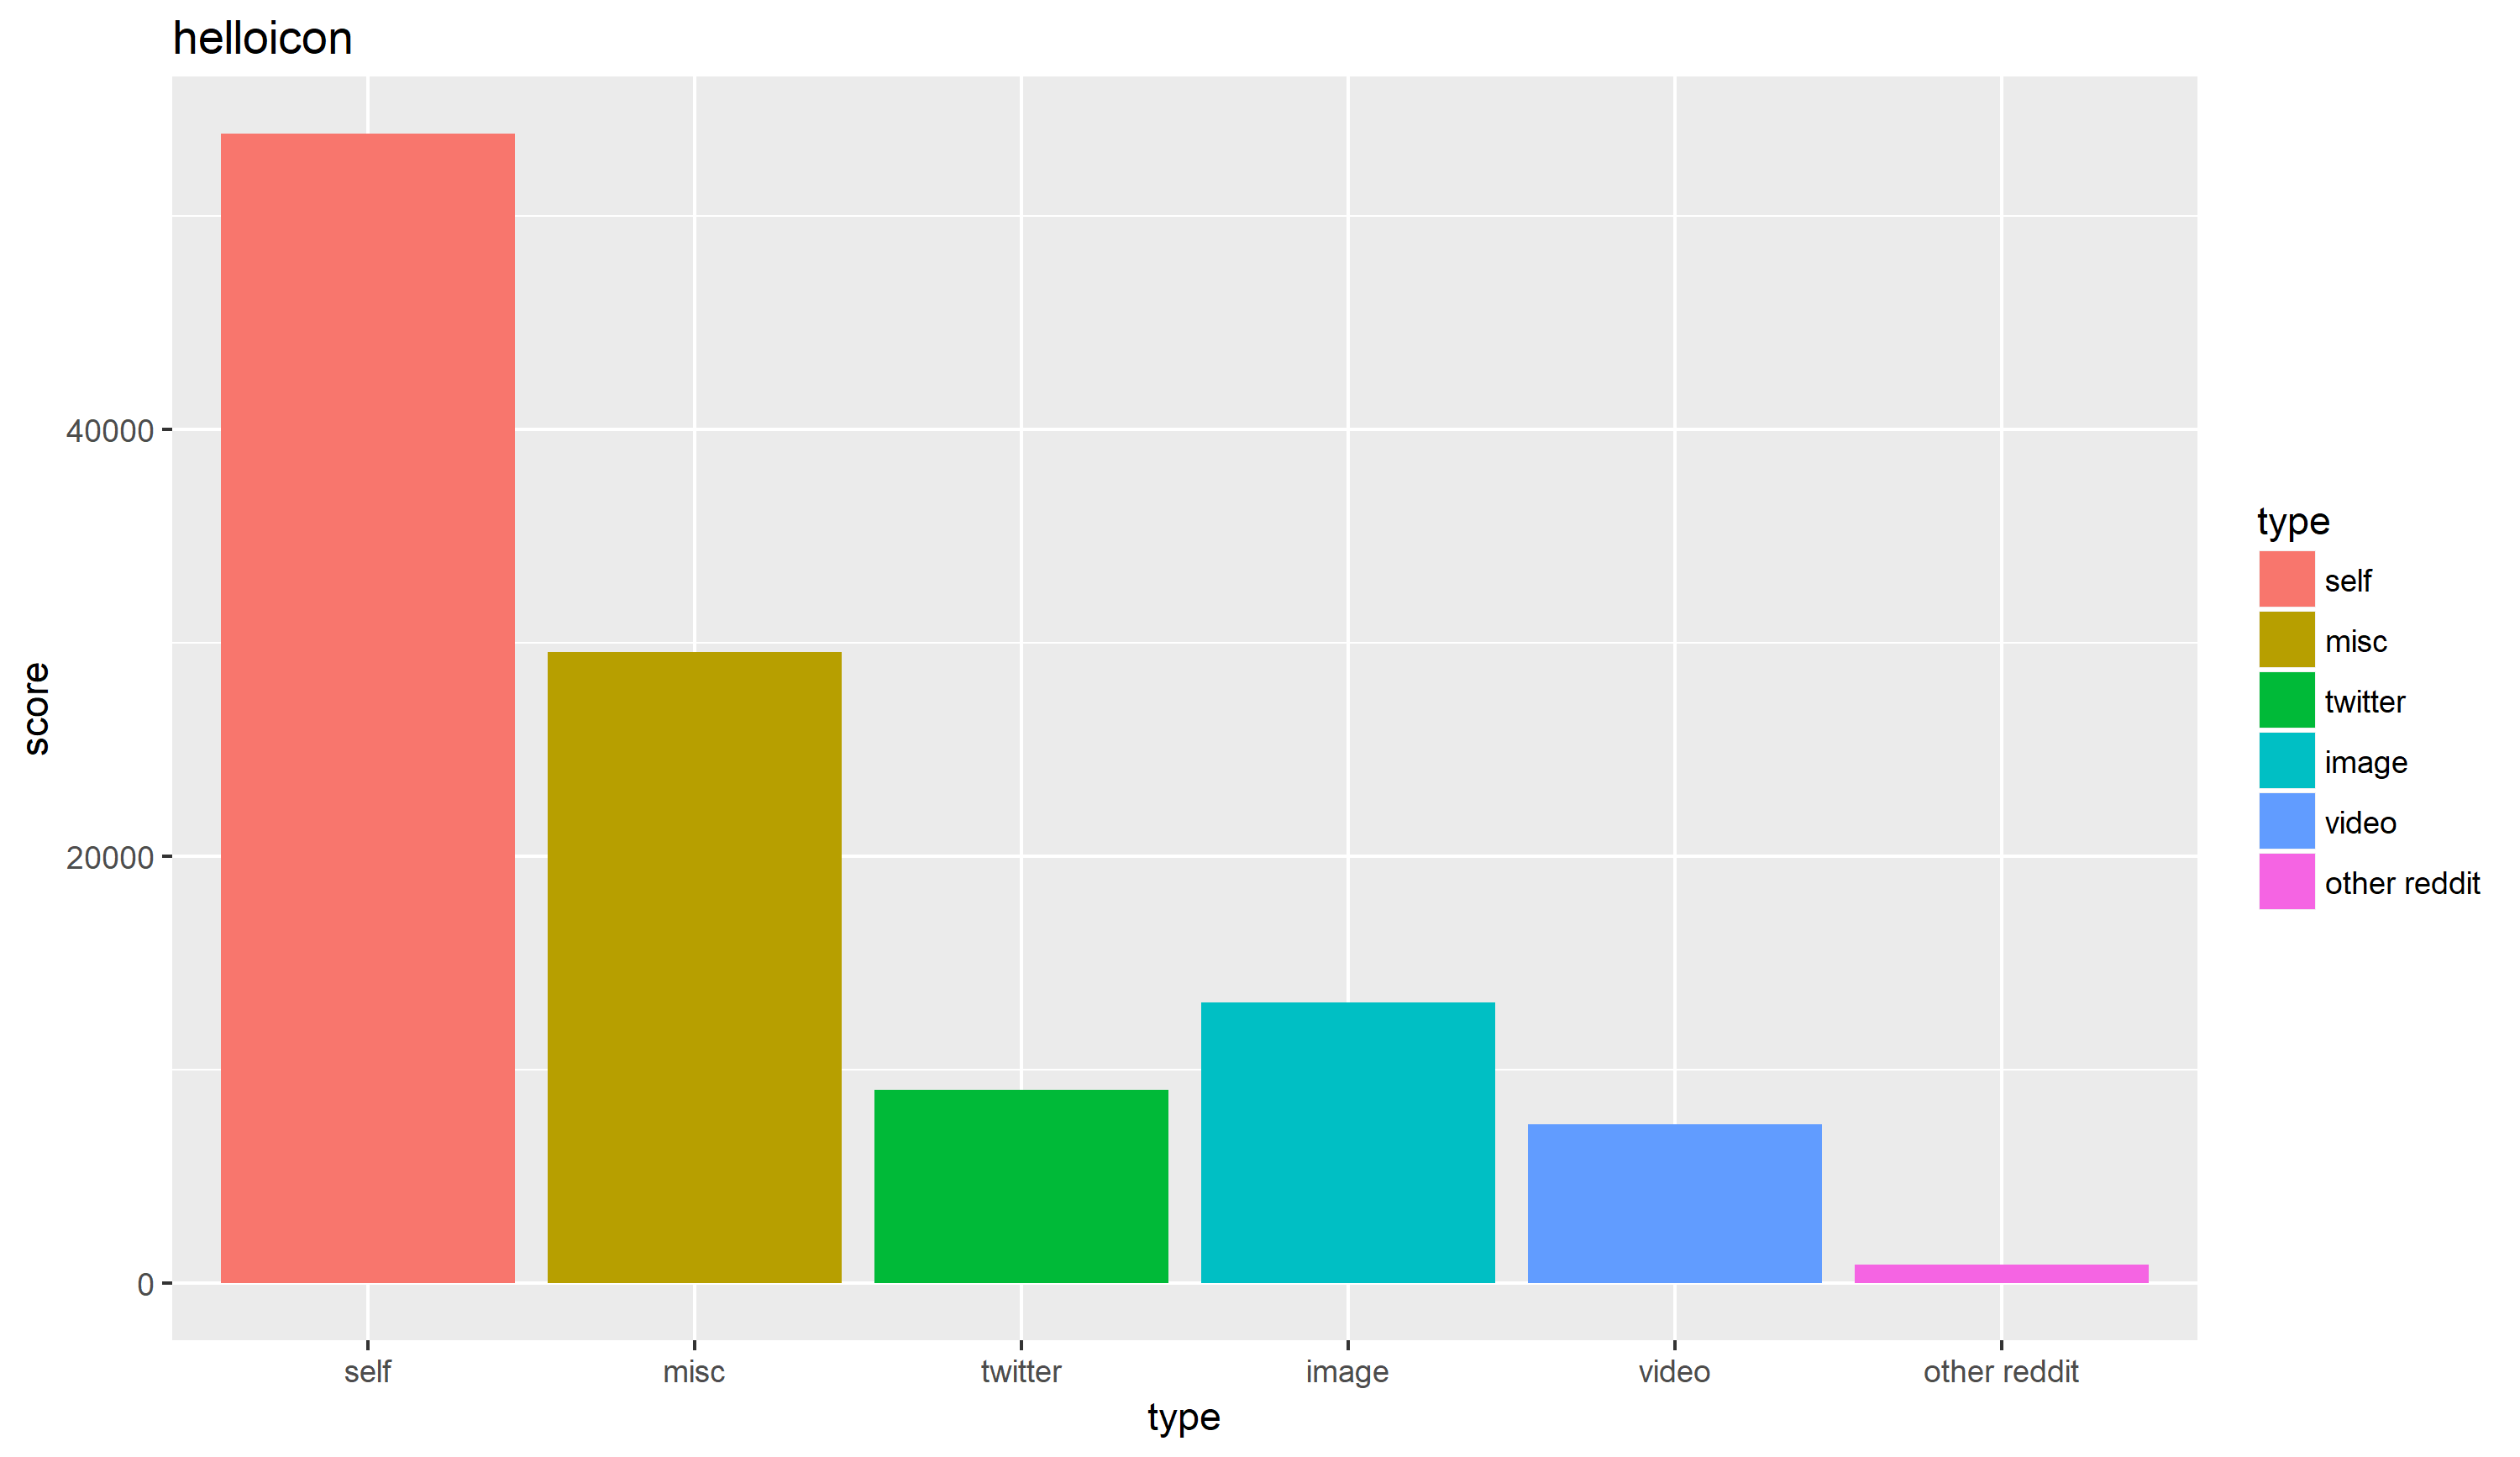 helloicon
score
40000
20000
0
self
misc
twitter
image
video
other reddit
type
type
self
misc
twitter
image
video
other reddit